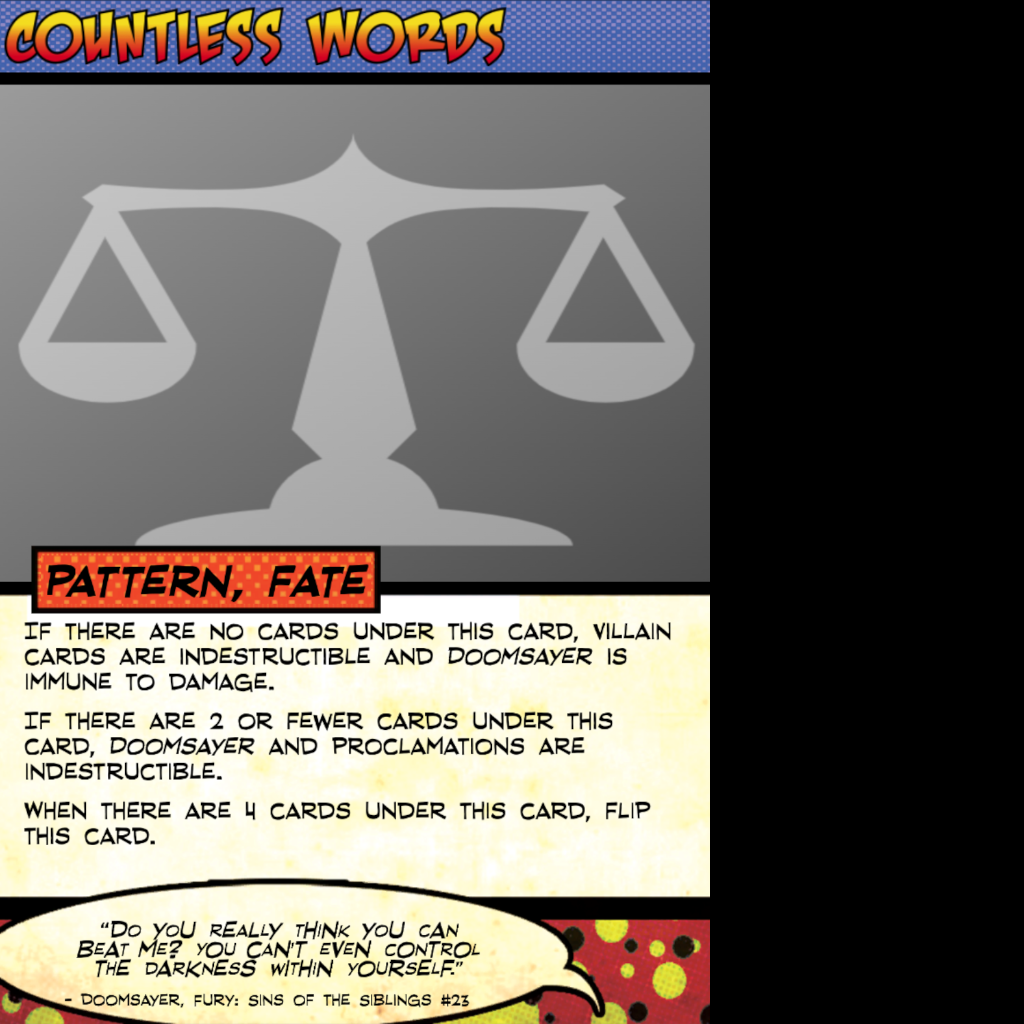 COUNTLESS WORDS
PATTERN, FATE
IF THERE ARE NO CARDS UNDER THIS CARD, VILLAIN
CARDS ARE INDESTRUCTIBLE AND DOOMSAYER IS
IMMUNE TO DAMAGE.
IF THERE ARE 2 OR FEWER CARDS UNDER THIS
CARD, DOOMSAYER AND PROCLAMATIONS ARE
INDESTRUCTIBLE.
WHEN THERE ARE 4 CARDS UNDER THIS CARD, FLIP
THIS CARD.
"DO YOU REALLY THINK YOU CAN
BEAT ME? YOU CAN'T EVEN CONTROL
THE DARKNESS WITHIN YOURSELF."
- DOOMSAYER, FURY: SINS OF THE SIBLINGS #23